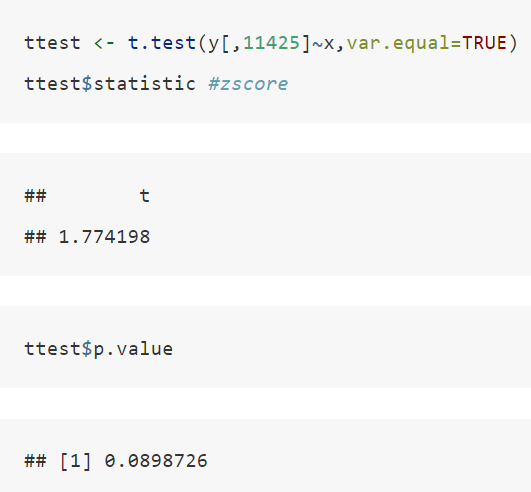 ttest <- t.test(y[,11425]~x,var.equal=TRUE)
ttest$statistic #zscore
##        t
## 1.774198
ttest$p.value
## [1] 0.0898726